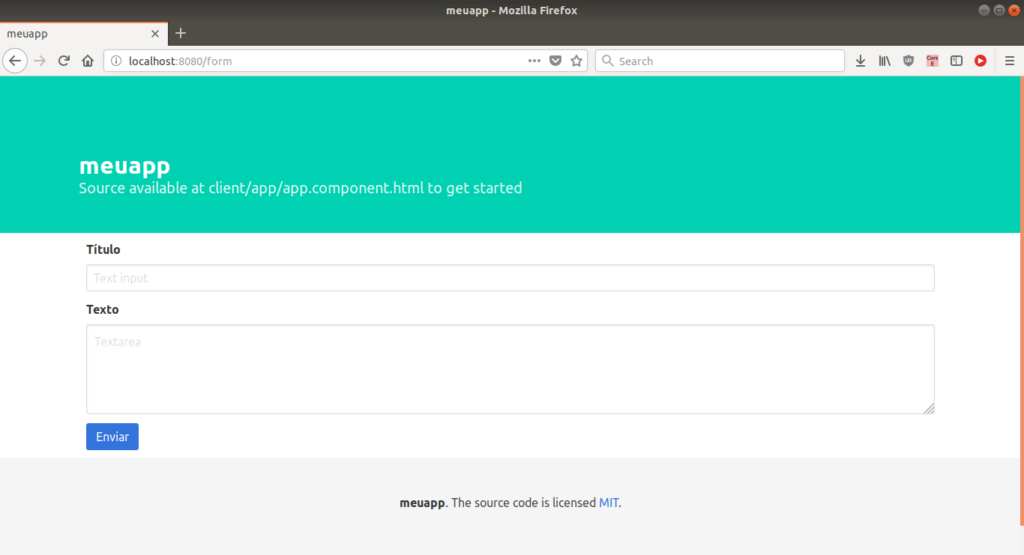 meuapp - Mozilla Firefox
meuapp
localhost:8080/form
Search
meuapp
Source available at client/app/app.component.html to get started
Título
Text input
Texto
Textarea
Enviar
meuapp. The source code is licensed MIT.